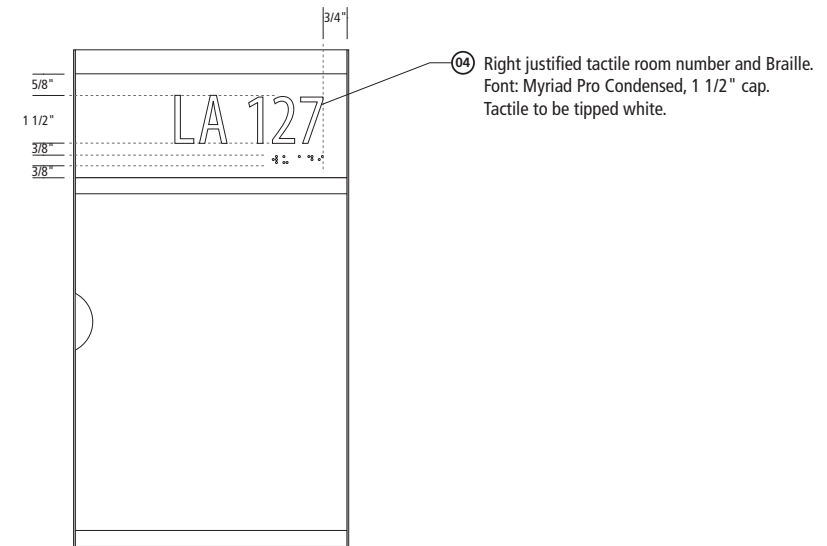 3/4"
04 Right justified tactile room number and Braille.
Font: Myriad Pro Condensed, 1 1/2" cap.
Tactile to be tipped white.
5/8"
1 1/2"
3/8"
3/8"
LA 127